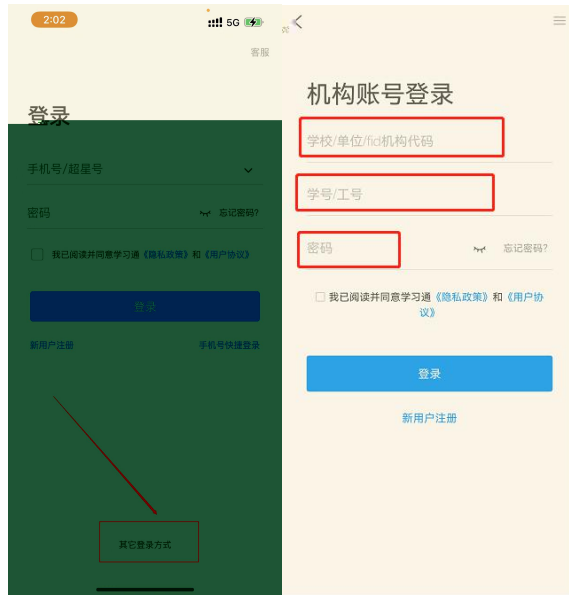 2:02
5G
客服
登录
手机号/超星号
密码
忘记密码?
我已阅读并同意学习通《隐私政策》和《用户协议》
登录
新用户注册
手机号快捷登录
其它登录方式
机构账号登录
学校/单位/fid机构代码
学号/工号
密码
忘记密码?
我已阅读并同意学习通《隐私政策》和《用户协
议》
登录
新用户注册